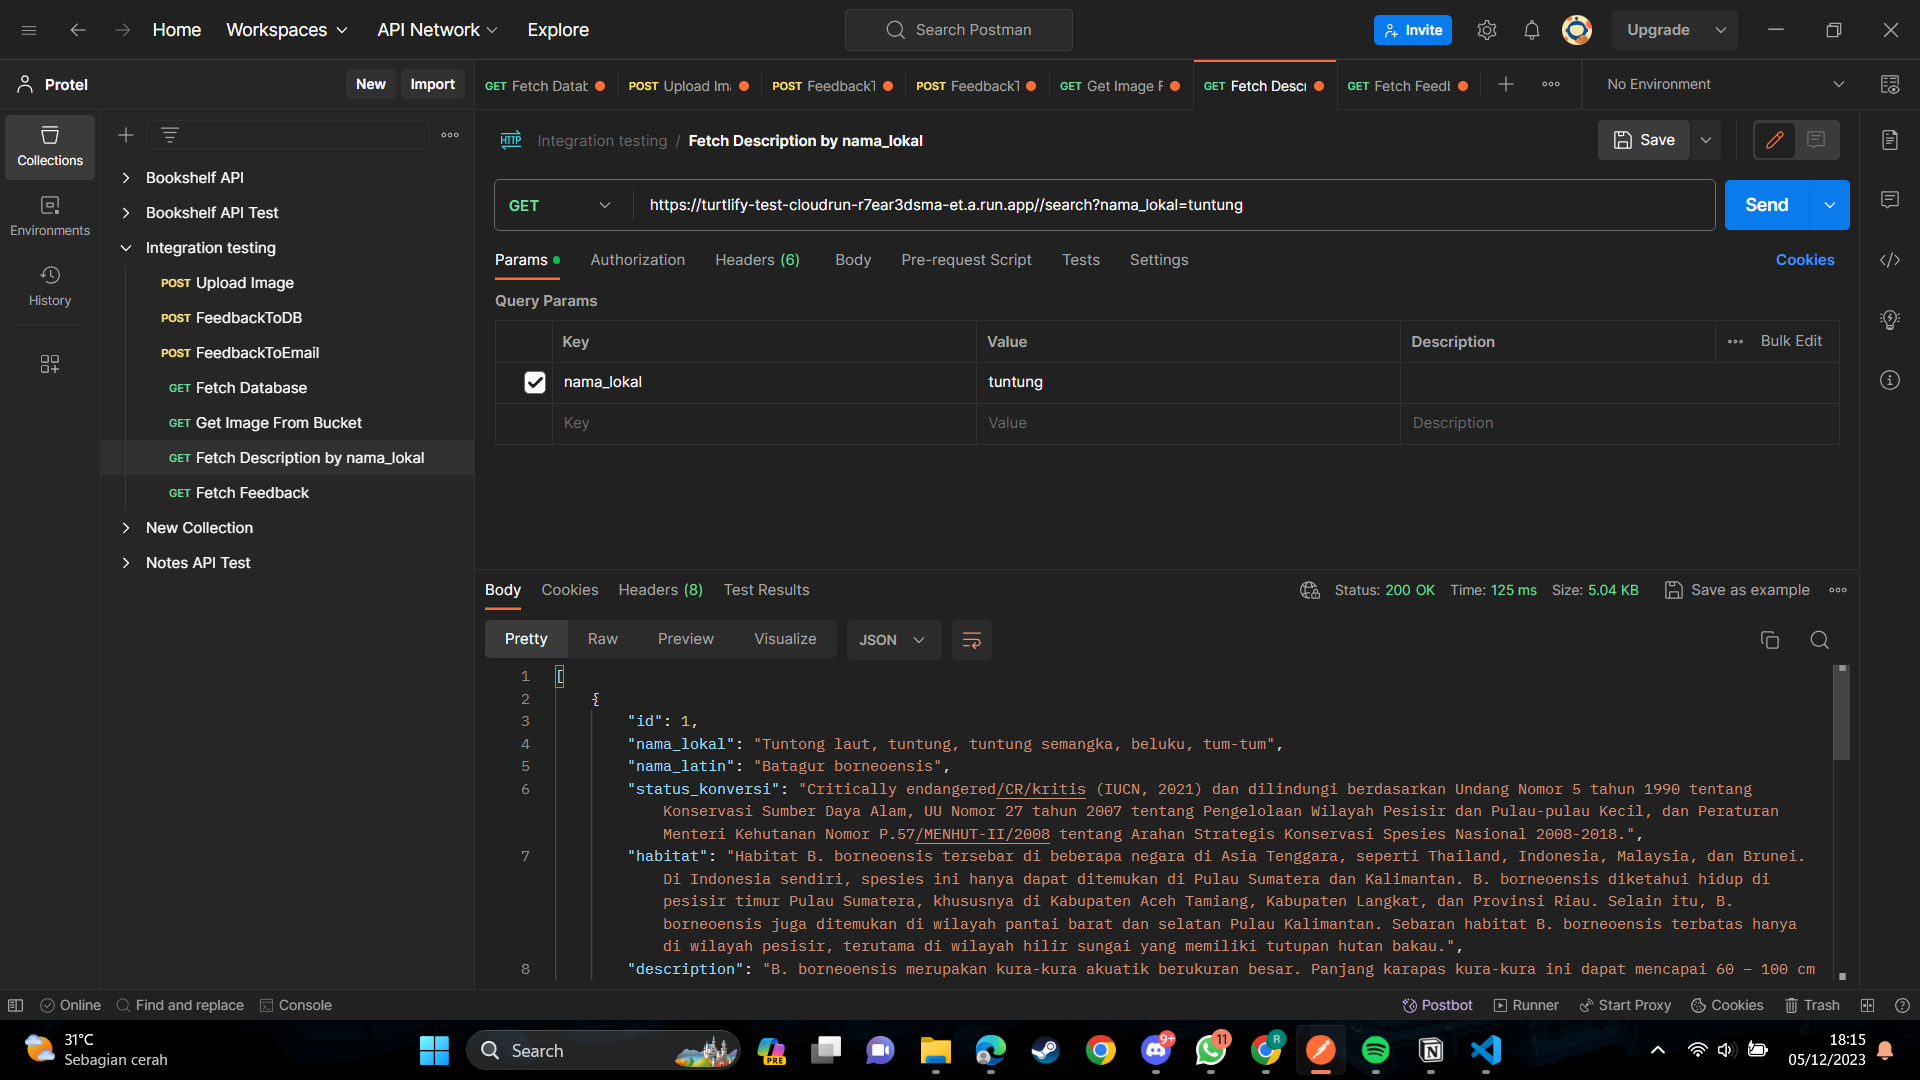 Home Workspaces API Network Explore Search Postman Invite Upgrade
Protel New Import
GET Fetch Datab POST Upload Im POST FeedbackT POST FeedbackT GET Get Image F GET Fetch Descr GET Fetch Feedl No Environment
Collections
Environments
History
Bookshelf API
Bookshelf API Test
Integration testing
POST Upload Image
POST FeedbackToDB
POST FeedbackToEmail
GET Fetch Database
GET Get Image From Bucket
GET Fetch Description by nama_lokal
GET Fetch Feedback
New Collection
Notes API Test
HTTP Integration testing / Fetch Description by nama_lokal Save
GET https://turtlify-test-cloudrun-r7ear3dsma-et.a.run.app//search?nama_lokal=tuntung Send
Params Authorization Headers (6) Body Pre-request Script Tests Settings Cookies
Query Params
Key Value Description Bulk Edit
nama_lokal tuntung
Key Value Description
Body Cookies Headers (8) Test Results Status: 200 OK Time: 125 ms Size: 5.04 KB Save as example
Pretty Raw Preview Visualize JSON
1 [
2 {
3 "id": 1,
4 "nama_lokal": "Tuntong laut, tuntung, tuntung semangka, beluku, tum-tum",
5 "nama_latin": "Batagur borneoensis",
6 "status_konversi": "Critically endangered/CR/kritis (IUCN, 2021) dan dilindungi berdasarkan Undang Nomor 5 tahun 1990 tentang
Konservasi Sumber Daya Alam, UU Nomor 27 tahun 2007 tentang Pengelolaan Wilayah Pesisir dan Pulau-pulau Kecil, dan Peraturan
Menteri Kehutanan Nomor P.57/MENHUT-II/2008 tentang Arahan Strategis Konservasi Spesies Nasional 2008-2018.",
7 "habitat": "Habitat B. borneoensis tersebar di beberapa negara di Asia Tenggara, seperti Thailand, Indonesia, Malaysia, dan Brunei.
Di Indonesia sendiri, spesies ini hanya dapat ditemukan di Pulau Sumatera dan Kalimantan. B. borneoensis diketahui hidup di
pesisir timur Pulau Sumatera, khususnya di Kabupaten Aceh Tamiang, Kabupaten Langkat, dan Provinsi Riau. Selain itu, B.
borneoensis juga ditemukan di wilayah pantai barat dan selatan Pulau Kalimantan. Sebaran habitat B. borneoensis terbatas hanya
di wilayah pesisir, terutama di wilayah hilir sungai yang memiliki tutupan hutan bakau.",
8 "description": "B. borneoensis merupakan kura-kura akuatik berukuran besar. Panjang karapas kura-kura ini dapat mencapai 60 – 100 cm
Online Find and replace Console Postbot Runner Start Proxy Cookies Trash
31°C
Sebagian cerah
Search
PRE
9+
11
R
18:15
05/12/2023